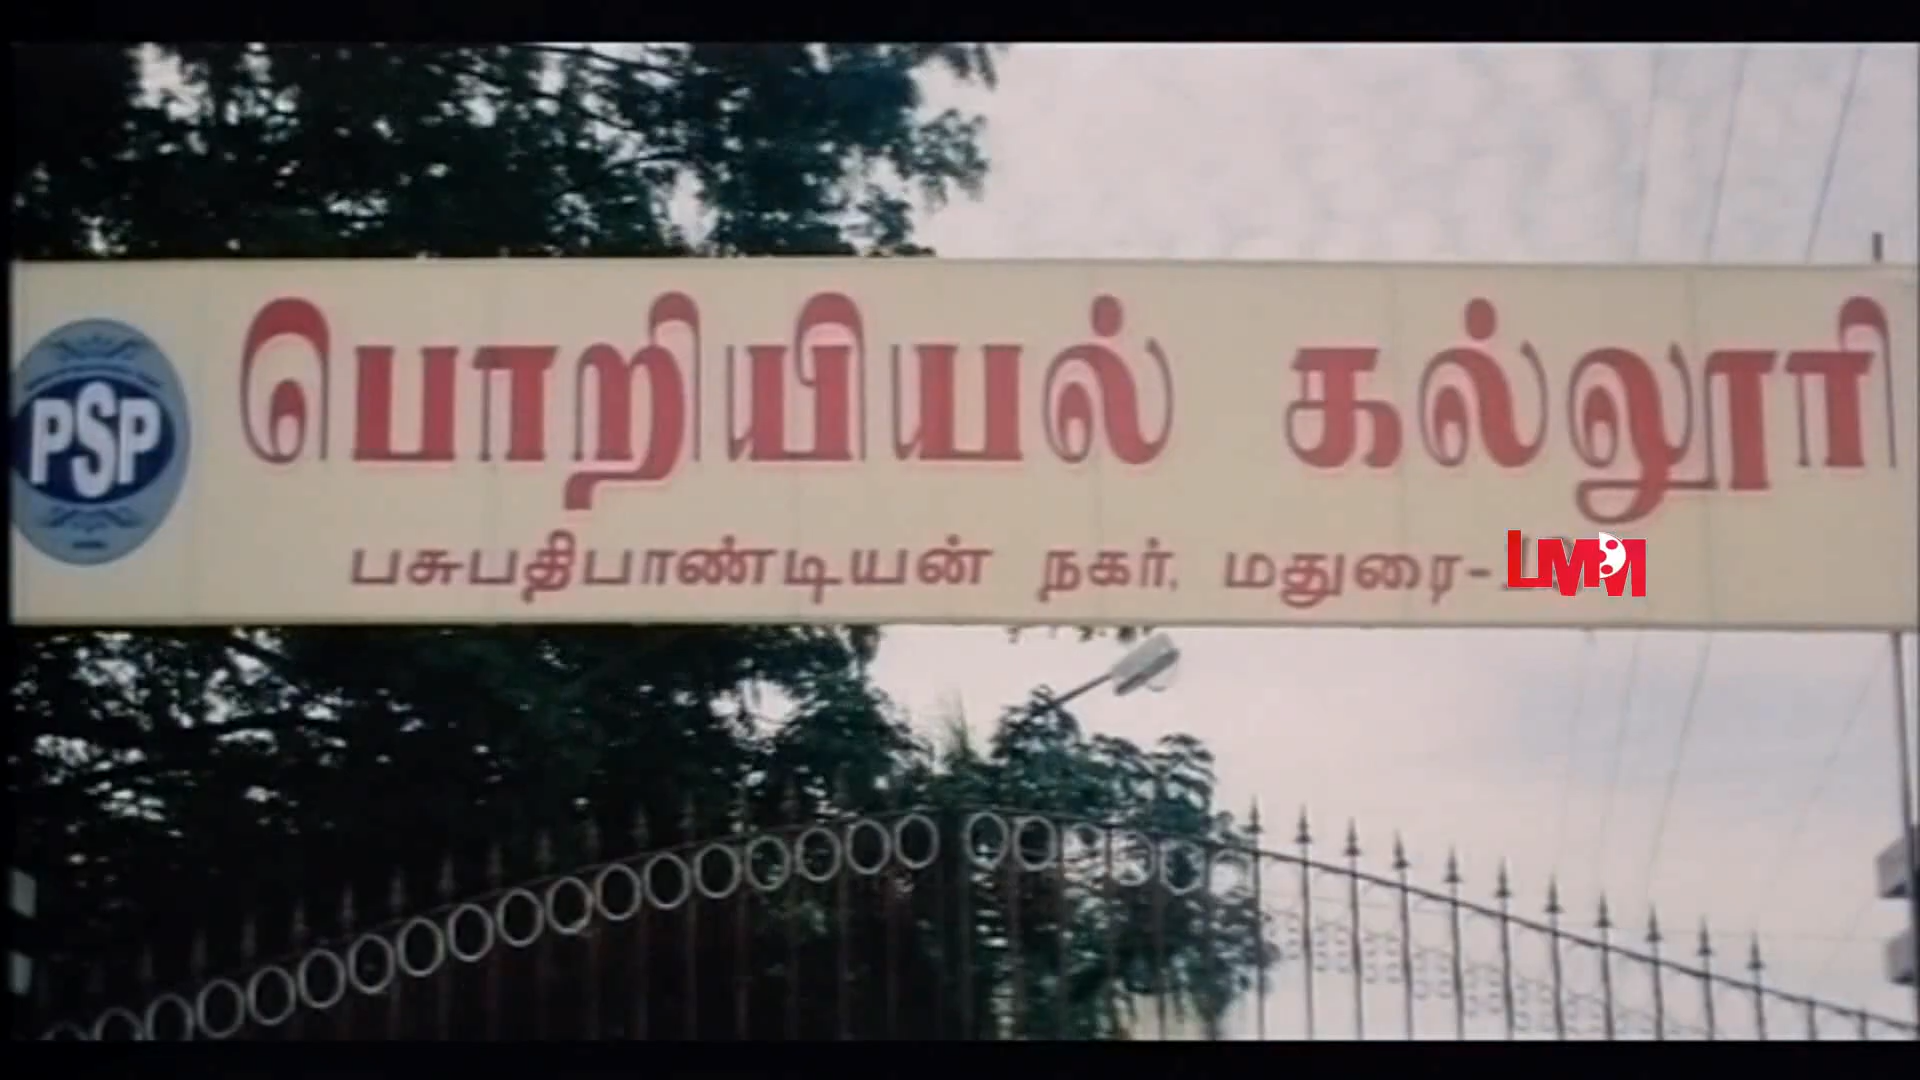 PSP
பொறியியல் கல்லூரி
பசுபதிபாண்டியன் நகர், மதுரை-
LMM